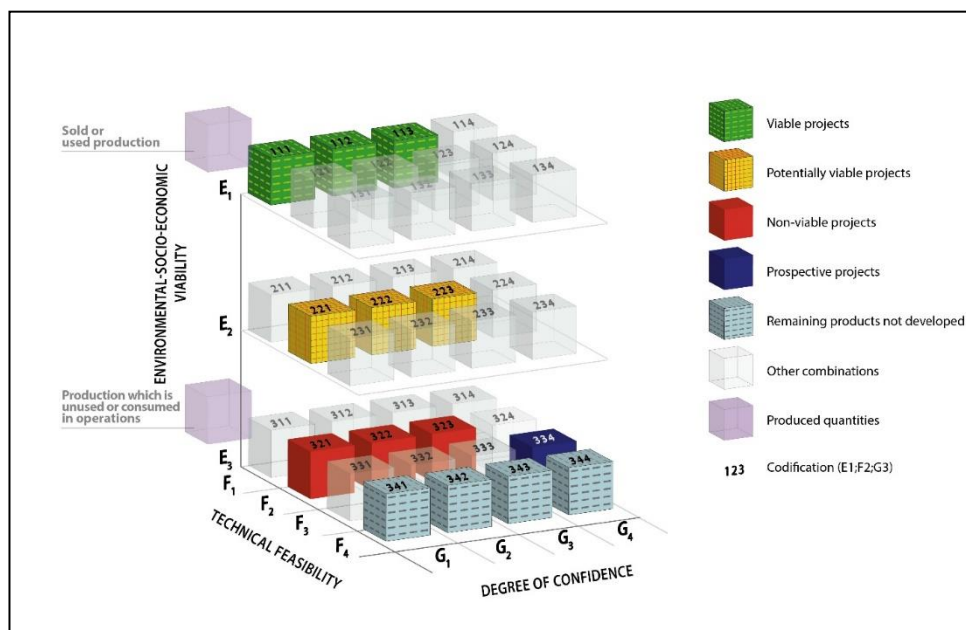 Sold or
used production
ENVIRONMENTAL-SOCIO-ECONOMIC
VIABILITY
E1
111
112
113
114
122
123
124
131
132
133
134
E2
211
212
213
214
221
222
223
224
231
232
233
234
Production which is
unused or consumed
in operations
E3
311
312
313
314
321
322
323
324
331
332
333
334
341
342
343
344
F1
F2
F3
F4
TECHNICAL FEASIBILITY
G1
G2
G3
G4
DEGREE OF CONFIDENCE
Viable projects
Potentially viable projects
Non-viable projects
Prospective projects
Remaining products not developed
Other combinations
Produced quantities
123 Codification (E1;F2;G3)